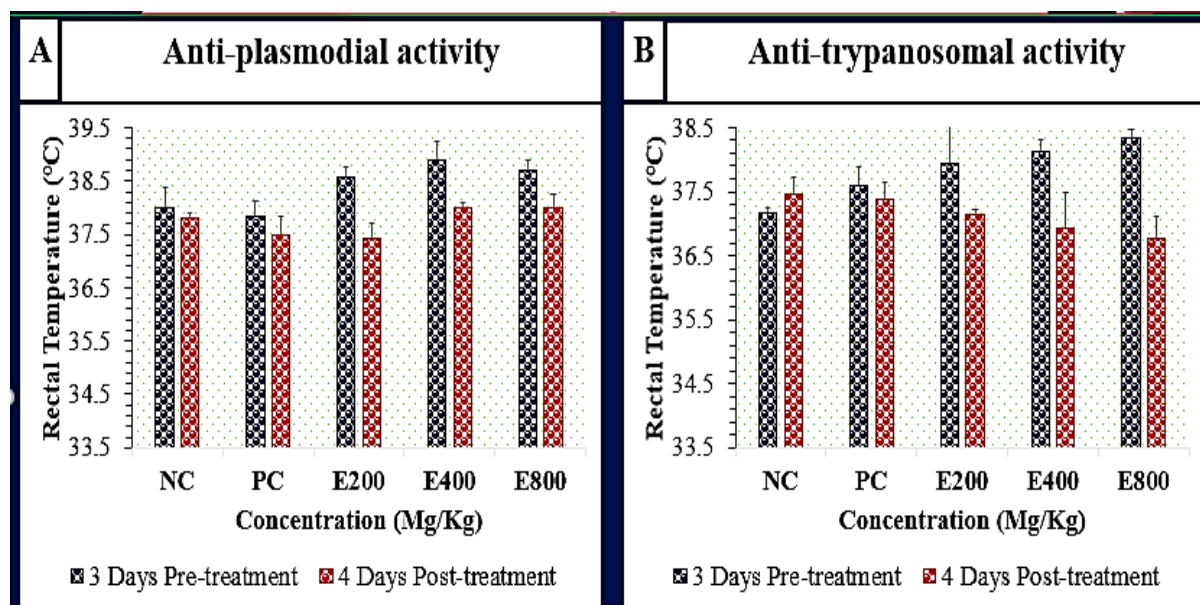 A
Anti-plasmodial activity
Rectal Temperature (°C)
39.5
38.5
37.5
36.5
35.5
34.5
33.5
NC PC E200 E400 E800
Concentration (Mg/Kg)
3 Days Pre-treatment 4 Days Post-treatment
B
Anti-trypanosomal activity
Rectal Temperature (°C)
38.5
37.5
36.5
35.5
34.5
33.5
NC PC E200 E400 E800
Concentration (Mg/Kg)
3 Days Pre-treatment 4 Days Post-treatment